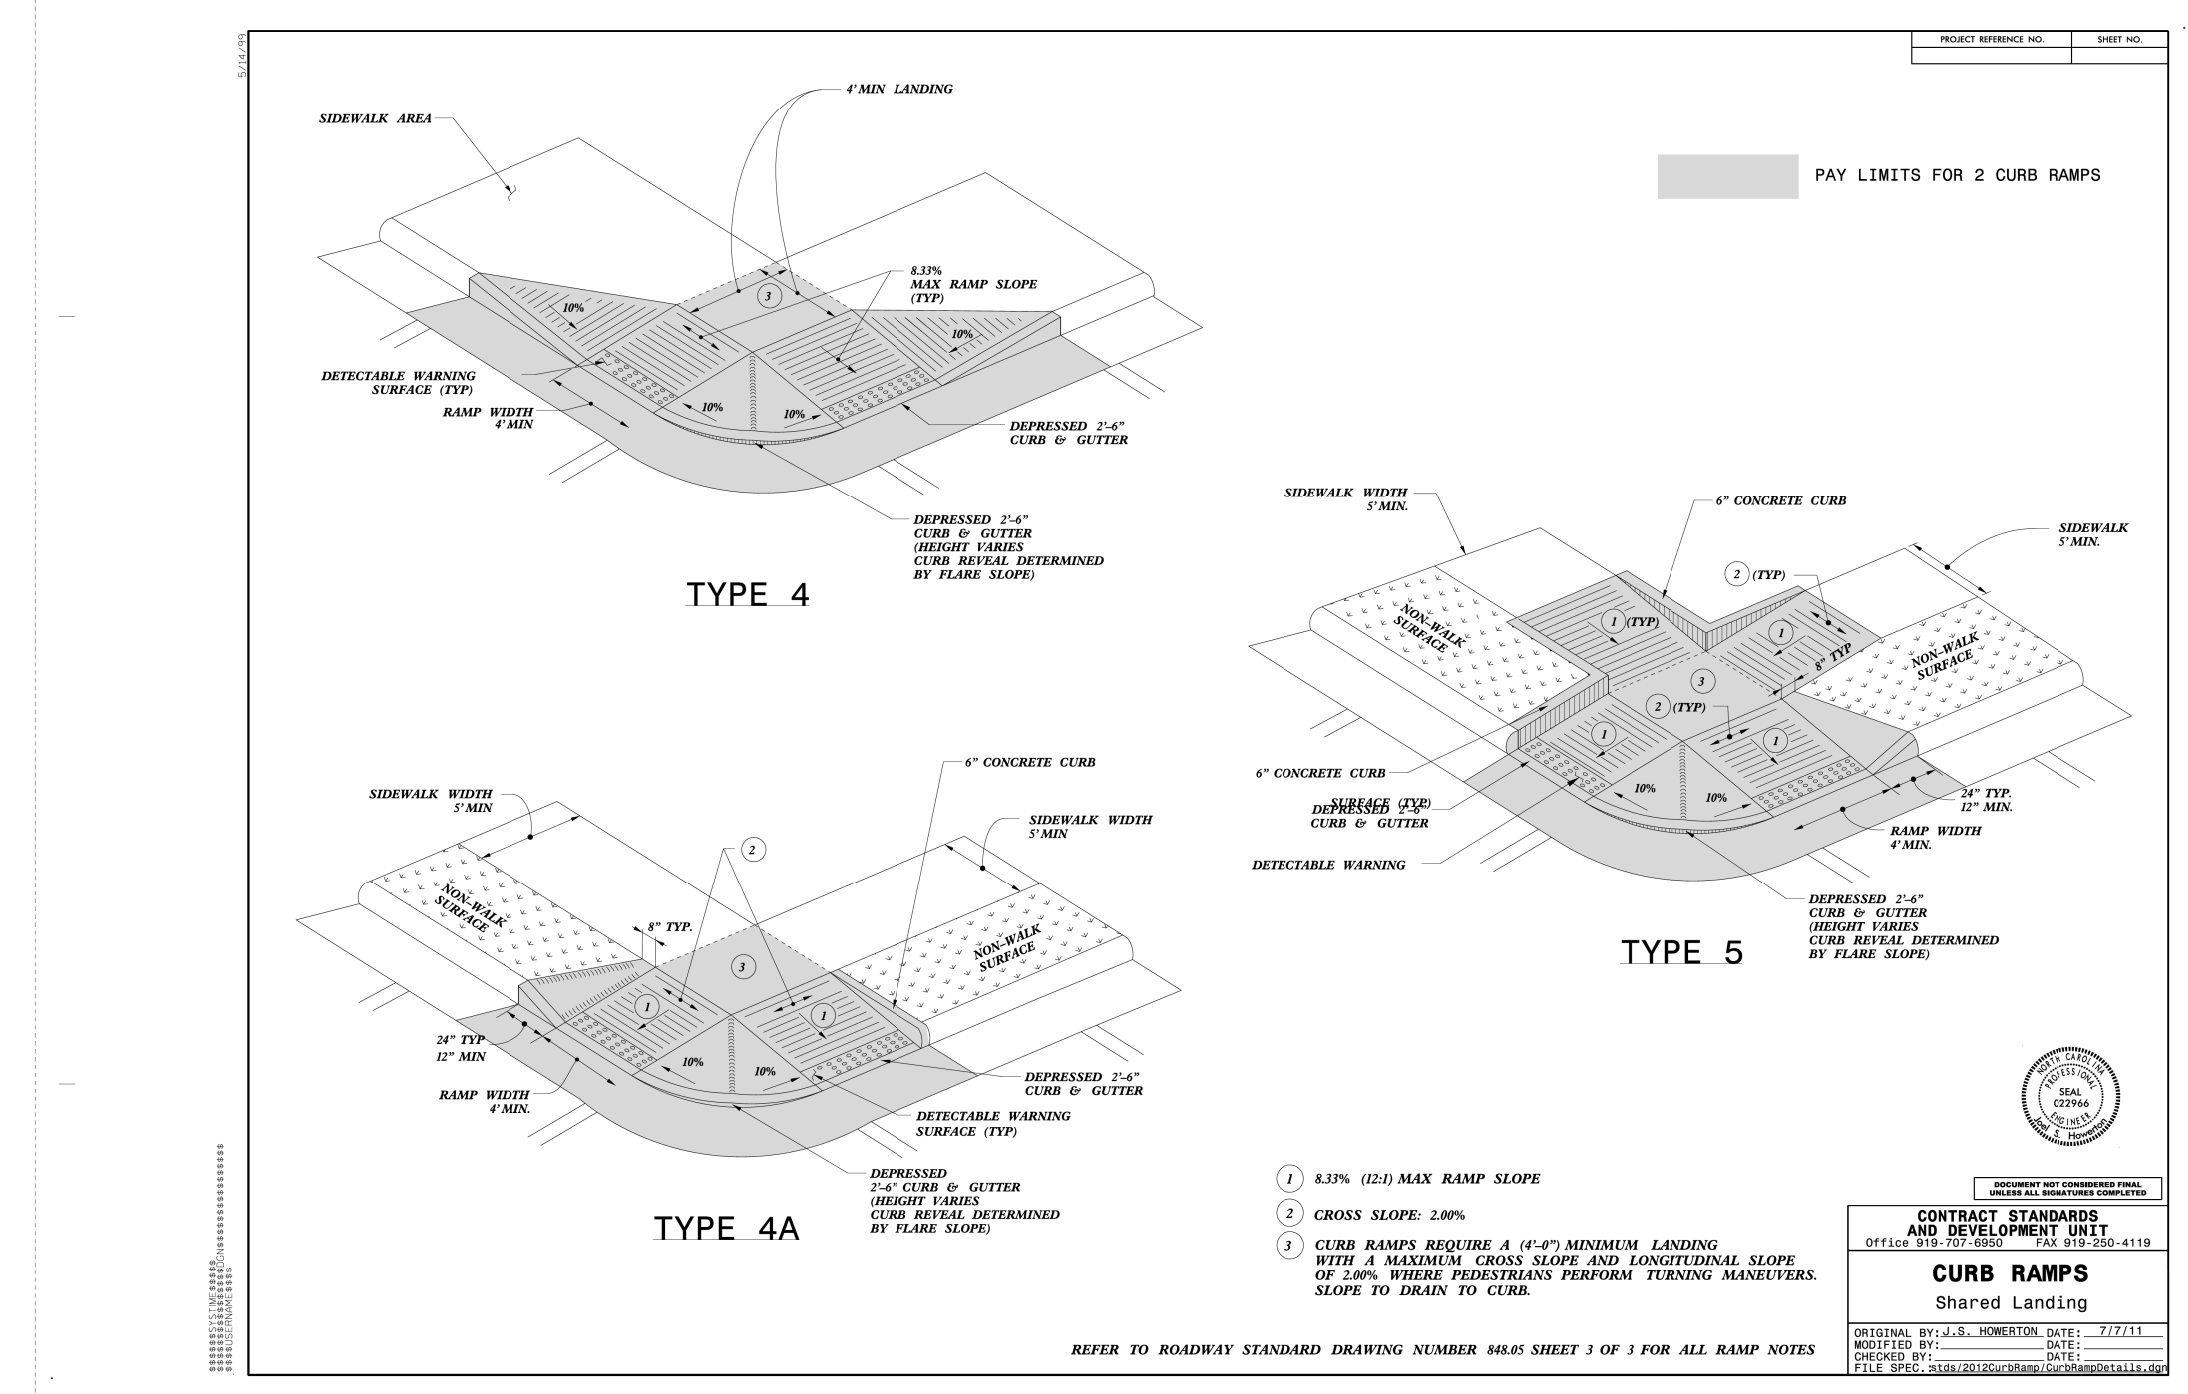 5/14/99
PROJECT REFERENCE NO.
SHEET NO.
PAY LIMITS FOR 2 CURB RAMPS
4' MIN LANDING
SIDEWALK AREA
8.33%
MAX RAMP SLOPE
(TYP)
3
10%
10%
DETECTABLE WARNING
SURFACE (TYP)
RAMP WIDTH
4' MIN
10%
10%
DEPRESSED 2'–6"
CURB & GUTTER
DEPRESSED 2'–6"
CURB & GUTTER
(HEIGHT VARIES
CURB REVEAL DETERMINED
BY FLARE SLOPE)
TYPE 4
SIDEWALK WIDTH
5' MIN.
6" CONCRETE CURB
SIDEWALK
5' MIN.
2 (TYP)
NON–WALK
SURFACE
1 (TYP)
1
8" TYP
NON–WALK
SURFACE
3
2 (TYP)
1
1
6" CONCRETE CURB
SURFACE (TYP)
DEPRESSED 2'–6"
CURB & GUTTER
10%
10%
24" TYP.
12" MIN.
RAMP WIDTH
4' MIN.
DETECTABLE WARNING
DEPRESSED 2'–6"
CURB & GUTTER
(HEIGHT VARIES
CURB REVEAL DETERMINED
BY FLARE SLOPE)
TYPE 5
6" CONCRETE CURB
SIDEWALK WIDTH
5' MIN
SIDEWALK WIDTH
5' MIN
2
NON–WALK
SURFACE
8" TYP.
NON–WALK
SURFACE
3
1
1
24" TYP
12" MIN
10%
10%
RAMP WIDTH
4' MIN.
DEPRESSED 2'–6"
CURB & GUTTER
DETECTABLE WARNING
SURFACE (TYP)
DEPRESSED
2'–6" CURB & GUTTER
(HEIGHT VARIES
CURB REVEAL DETERMINED
BY FLARE SLOPE)
TYPE 4A
1 8.33% (12:1) MAX RAMP SLOPE
2 CROSS SLOPE: 2.00%
3 CURB RAMPS REQUIRE A (4'–0") MINIMUM LANDING
WITH A MAXIMUM CROSS SLOPE AND LONGITUDINAL SLOPE
OF 2.00% WHERE PEDESTRIANS PERFORM TURNING MANEUVERS.
SLOPE TO DRAIN TO CURB.
REFER TO ROADWAY STANDARD DRAWING NUMBER 848.05 SHEET 3 OF 3 FOR ALL RAMP NOTES
NORTH CAROLINA
PROFESSIONAL
SEAL
022966
ENGINEER
Joel S. Howerton
DOCUMENT NOT CONSIDERED FINAL
UNLESS ALL SIGNATURES COMPLETED
CONTRACT STANDARDS
AND DEVELOPMENT UNIT
Office 919-707-6950 FAX 919-250-4119
CURB RAMPS
Shared Landing
ORIGINAL BY: J.S. HOWERTON DATE: 7/7/11
MODIFIED BY: DATE:
CHECKED BY: DATE:
FILE SPEC.: stds/2012CurbRamp/CurbRampDetails.dgn